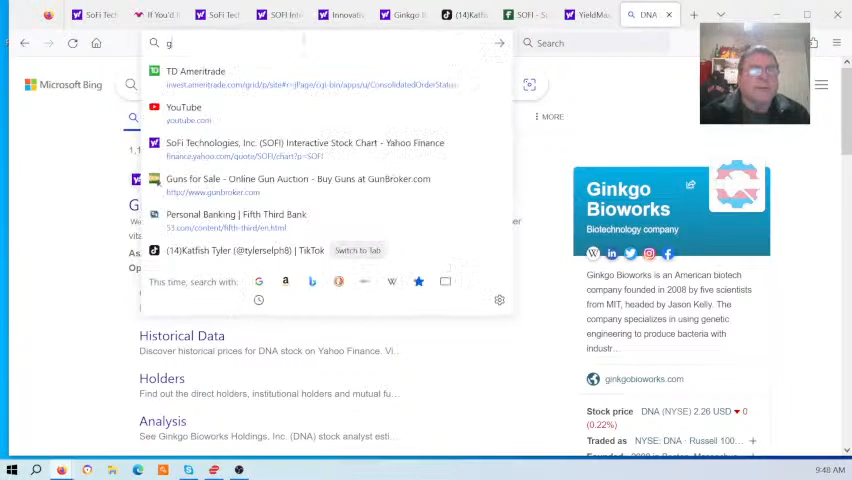 SoFi Tech
If You'd I
SoFi Tecl
SOFI Inte
Innovativ
Ginkgo B
(14)Katfis
SOFI - So
YieldMax
DNA
g
Search
Microsoft Bing
TD Ameritrade
YouTube
youtube.com
SoFi Technologies, Inc. (SOFI) Interactive Stock Chart - Yahoo Finance
finance.yahoo.com/quote/SOFI/chart?p=SOFI
Guns for Sale - Online Gun Auction - Buy Guns at GunBroker.com
http://www.gunbroker.com
Personal Banking | Fifth Third Bank
53.com/content/fifth-third/en.html
(14)Katfish Tyler (@tylerselph8) | TikTok
Switch to Tab
This time, search with:
MORE
Historical Data
Discover historical prices for DNA stock on Yahoo Finance. Vi...
Holders
Find out the direct holders, institutional holders and mutual fu...
Analysis
See Ginkgo Bioworks Holdings, Inc. (DNA) stock analyst esti...
Ginkgo
Bioworks
Biotechnology company
Ginkgo Bioworks is an American biotech
company founded in 2008 by five scientists
from MIT, headed by Jason Kelly. The
company specializes in using genetic
engineering to produce bacteria with
industr...
ginkgobioworks.com
Stock price DNA (NYSE) 2.26 USD ▼ 0
(0.22%)
Traded as NYSE: DNA · Russell 100...
9:48 AM